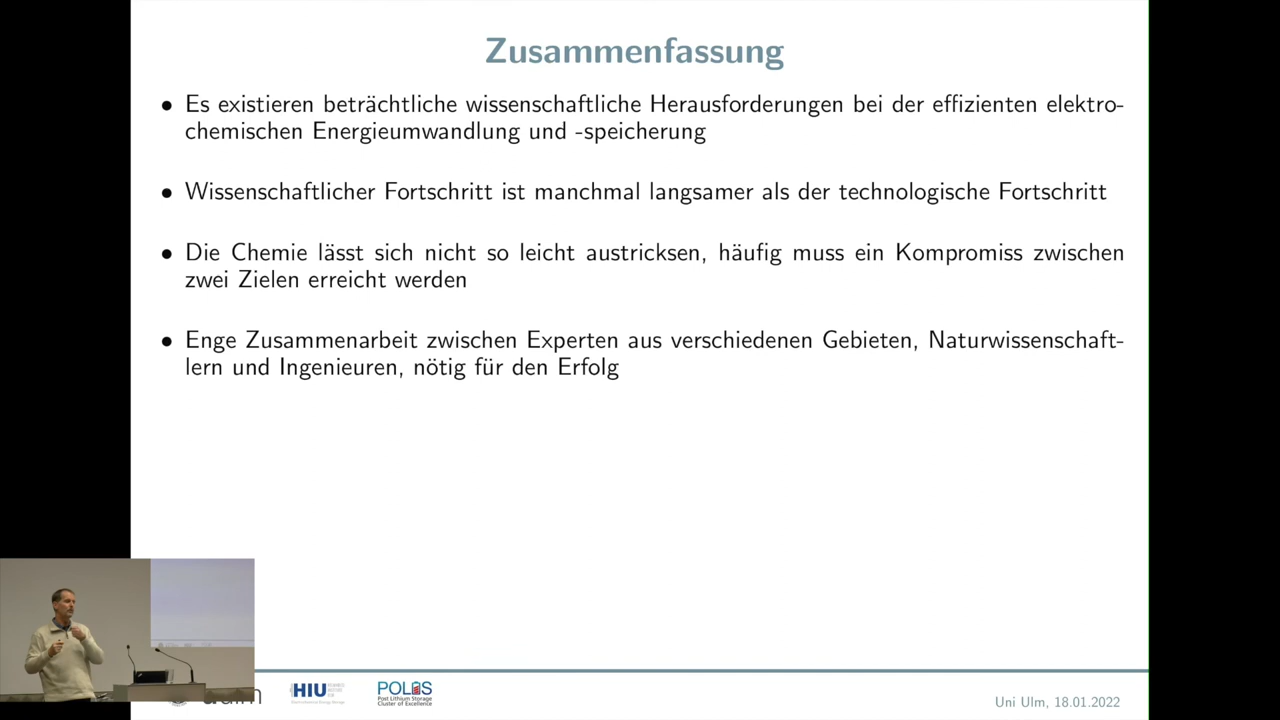 Zusammenfassung
• Es existieren beträchtliche wissenschaftliche Herausforderungen bei der effizienten elektro-
chemischen Energieumwandlung und -speicherung
• Wissenschaftlicher Fortschritt ist manchmal langsamer als der technologische Fortschritt
• Die Chemie lässt sich nicht so leicht austricksen, häufig muss ein Kompromiss zwischen
zwei Zielen erreicht werden
• Enge Zusammenarbeit zwischen Experten aus verschiedenen Gebieten, Naturwissenschaft-
lern und Ingenieuren, nötig für den Erfolg
HIU
POLiS
Post Lithium Storage
Cluster of Excellence
Uni Ulm, 18.01.2022